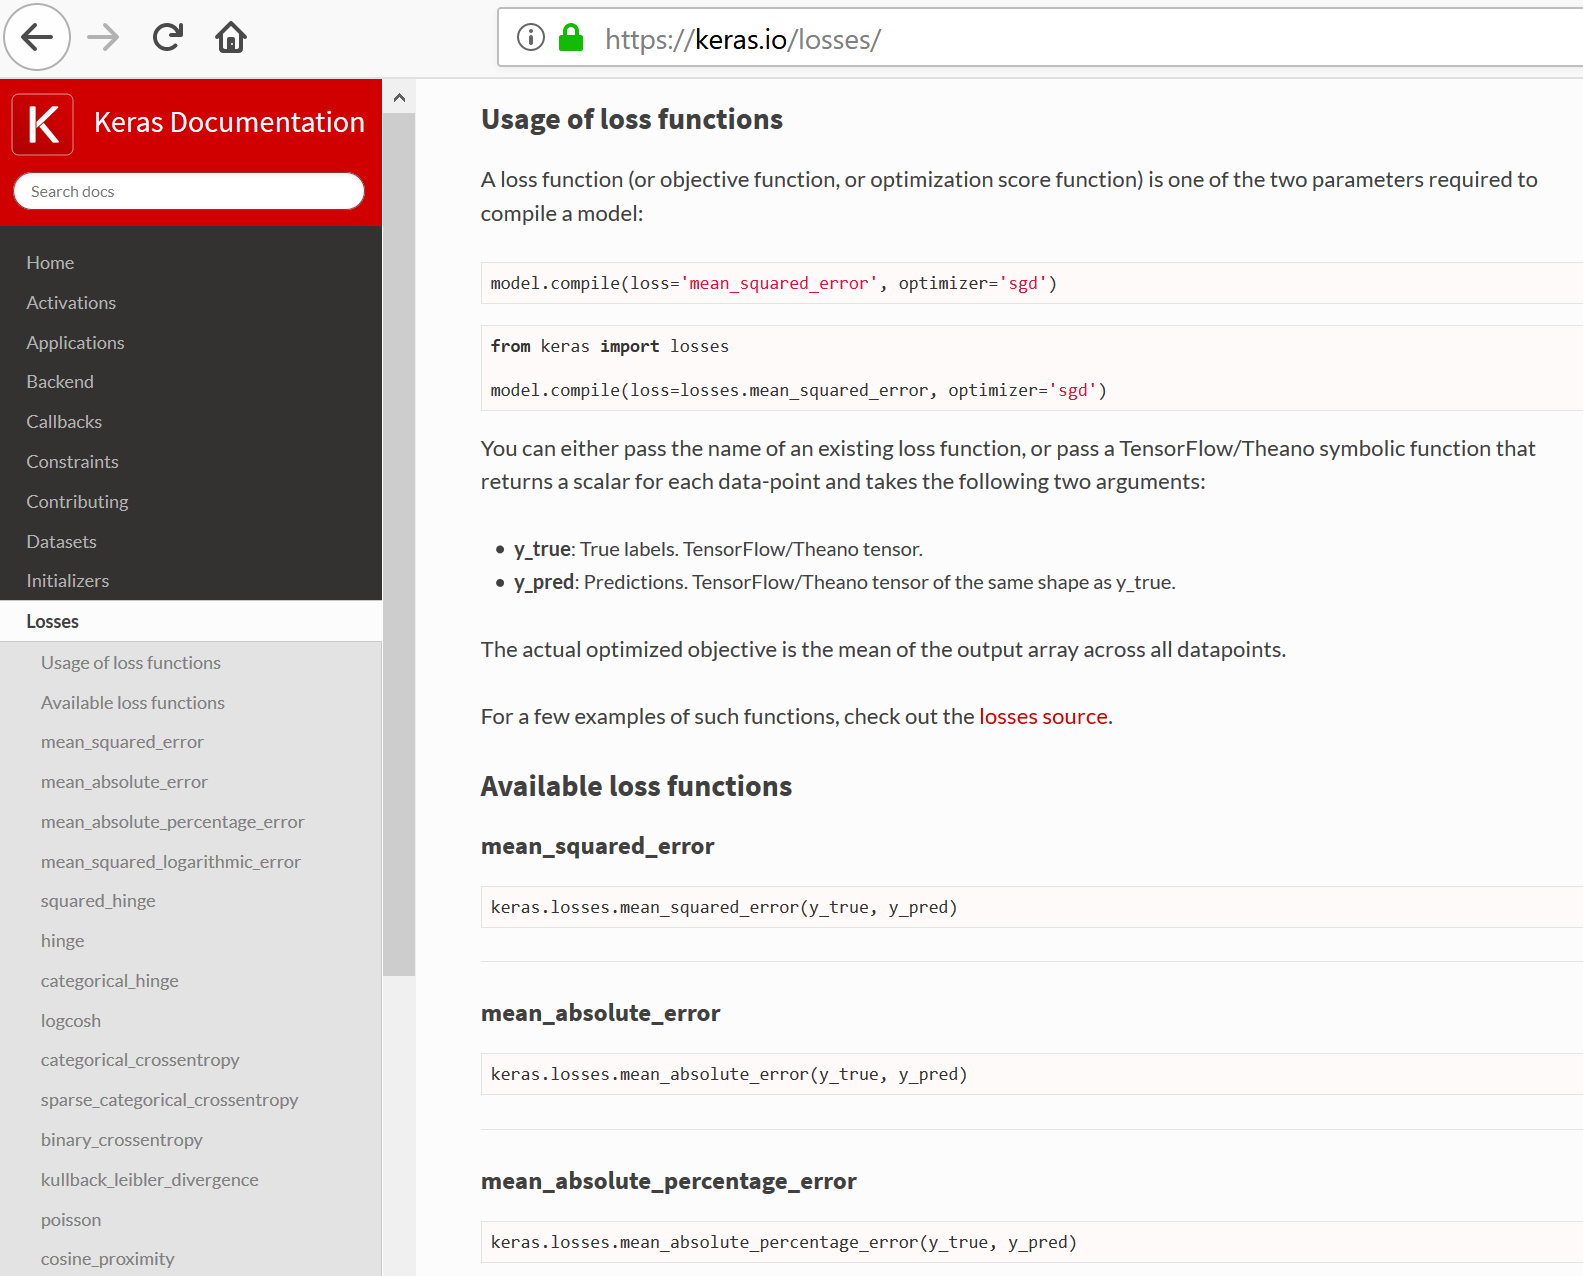 https://keras.io/losses/
K
Keras Documentation
Search docs
Home
Activations
Applications
Backend
Callbacks
Constraints
Contributing
Datasets
Initializers
Losses
Usage of loss functions
Available loss functions
mean_squared_error
mean_absolute_error
mean_absolute_percentage_error
mean_squared_logarithmic_error
squared_hinge
hinge
categorical_hinge
logcosh
categorical_crossentropy
sparse_categorical_crossentropy
binary_crossentropy
kullback_leibler_divergence
poisson
cosine_proximity
Usage of loss functions
A loss function (or objective function, or optimization score function) is one of the two parameters required to
compile a model:
model.compile(loss='mean_squared_error', optimizer='sgd')
from keras import losses
model.compile(loss=losses.mean_squared_error, optimizer='sgd')
You can either pass the name of an existing loss function, or pass a TensorFlow/Theano symbolic function that
returns a scalar for each data-point and takes the following two arguments:
• y_true: True labels. TensorFlow/Theano tensor.
• y_pred: Predictions. TensorFlow/Theano tensor of the same shape as y_true.
The actual optimized objective is the mean of the output array across all datapoints.
For a few examples of such functions, check out the losses source.
Available loss functions
mean_squared_error
keras.losses.mean_squared_error(y_true, y_pred)
mean_absolute_error
keras.losses.mean_absolute_error(y_true, y_pred)
mean_absolute_percentage_error
keras.losses.mean_absolute_percentage_error(y_true, y_pred)